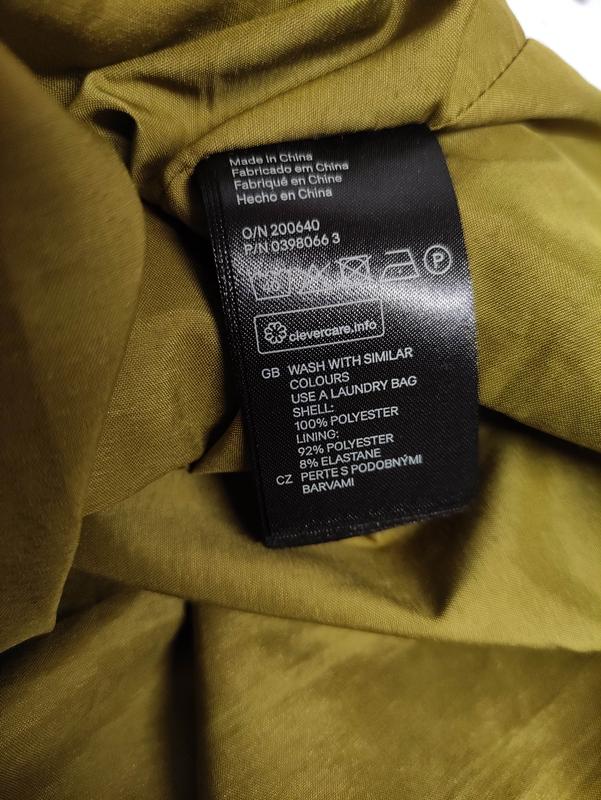 Made in China
Fabricado em China
Fabriqué en Chine
Hecho en China
O/N 200640
P/N 0398066 3
P
clevercare.info
GB WASH WITH SIMILAR
COLOURS
USE A LAUNDRY BAG
SHELL:
100% POLYESTER
LINING:
92% POLYESTER
8% ELASTANE
CZ PERTE S PODOBNÝMI
BARVAMI